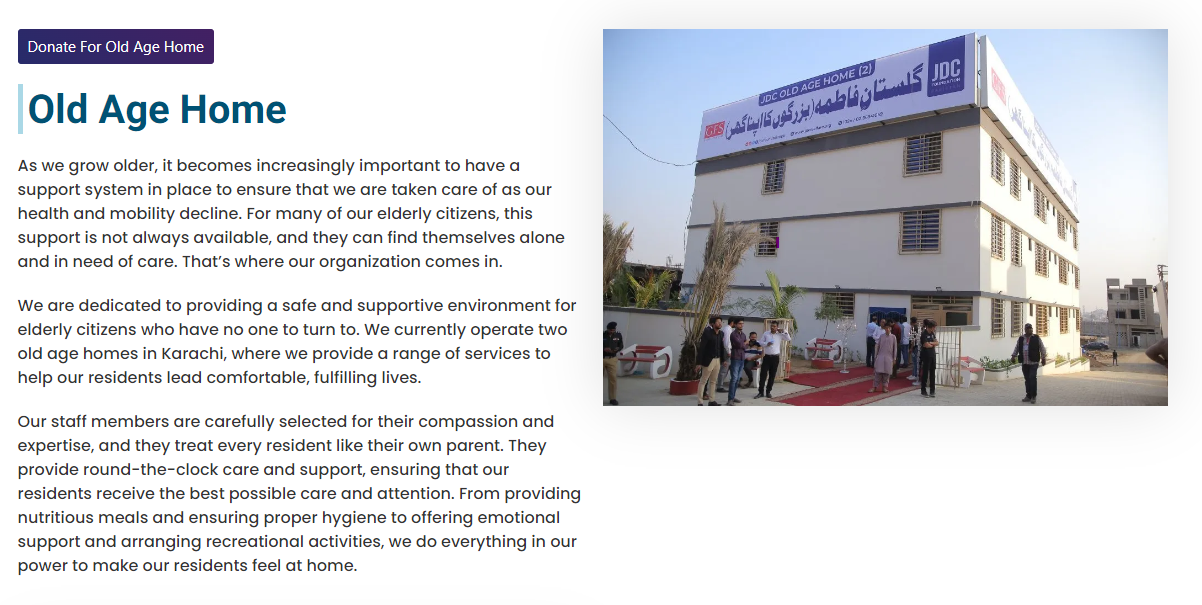 Donate For Old Age Home
Old Age Home
As we grow older, it becomes increasingly important to have a
support system in place to ensure that we are taken care of as our
health and mobility decline. For many of our elderly citizens, this
support is not always available, and they can find themselves alone
and in need of care. That’s where our organization comes in.
We are dedicated to providing a safe and supportive environment for
elderly citizens who have no one to turn to. We currently operate two
old age homes in Karachi, where we provide a range of services to
help our residents lead comfortable, fulfilling lives.
Our staff members are carefully selected for their compassion and
expertise, and they treat every resident like their own parent. They
provide round-the-clock care and support, ensuring that our
residents receive the best possible care and attention. From providing
nutritious meals and ensuring proper hygiene to offering emotional
support and arranging recreational activities, we do everything in our
power to make our residents feel at home.
JDC OLD AGE HOME (2)
JDC
FOUNDATION
گلستانِ فاطمہ (بزرگوں کا اپنا گھر)